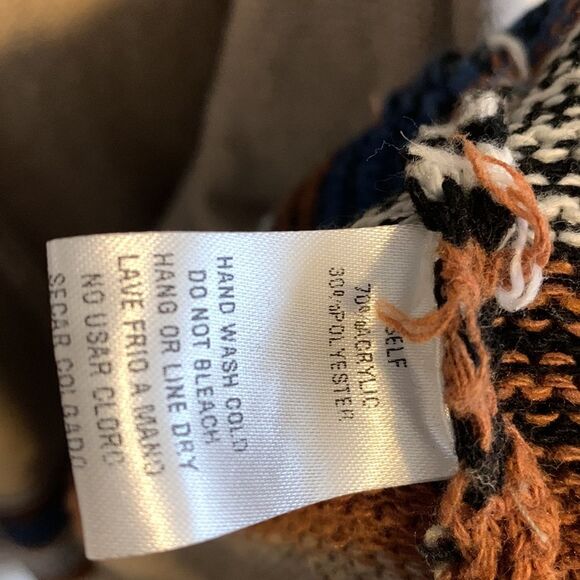 SELF
70%ACRYLIC
30%POLYESTER
HAND WASH COLD
DO NOT BLEACH
HANG OR LINE DRY
LAVE FRIO A MANO
NO USAR CLORO
SECAR COLGADO